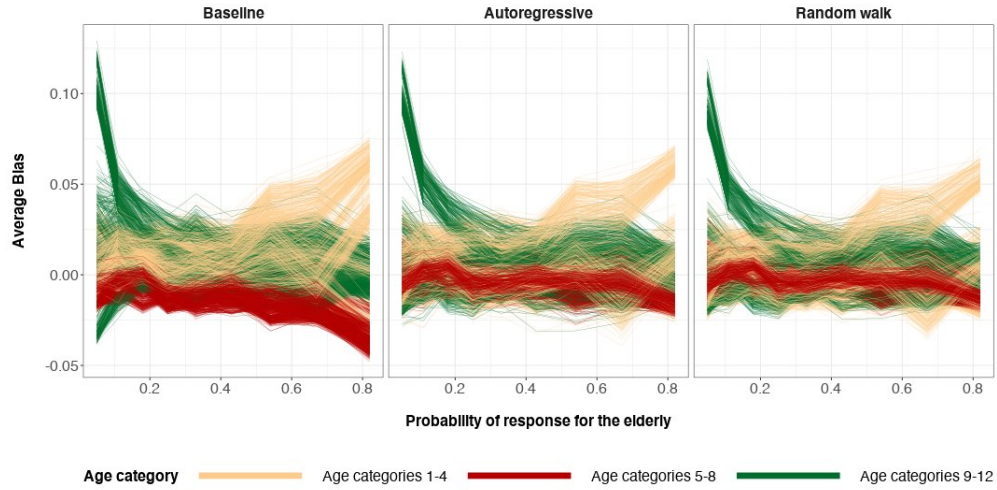 Baseline Autoregressive Random walk
Average Bias
0.10
0.05
0.00
-0.05
0.2 0.4 0.6 0.8 0.2 0.4 0.6 0.8 0.2 0.4 0.6 0.8
Probability of response for the elderly
Age category Age categories 1-4 Age categories 5-8 Age categories 9-12